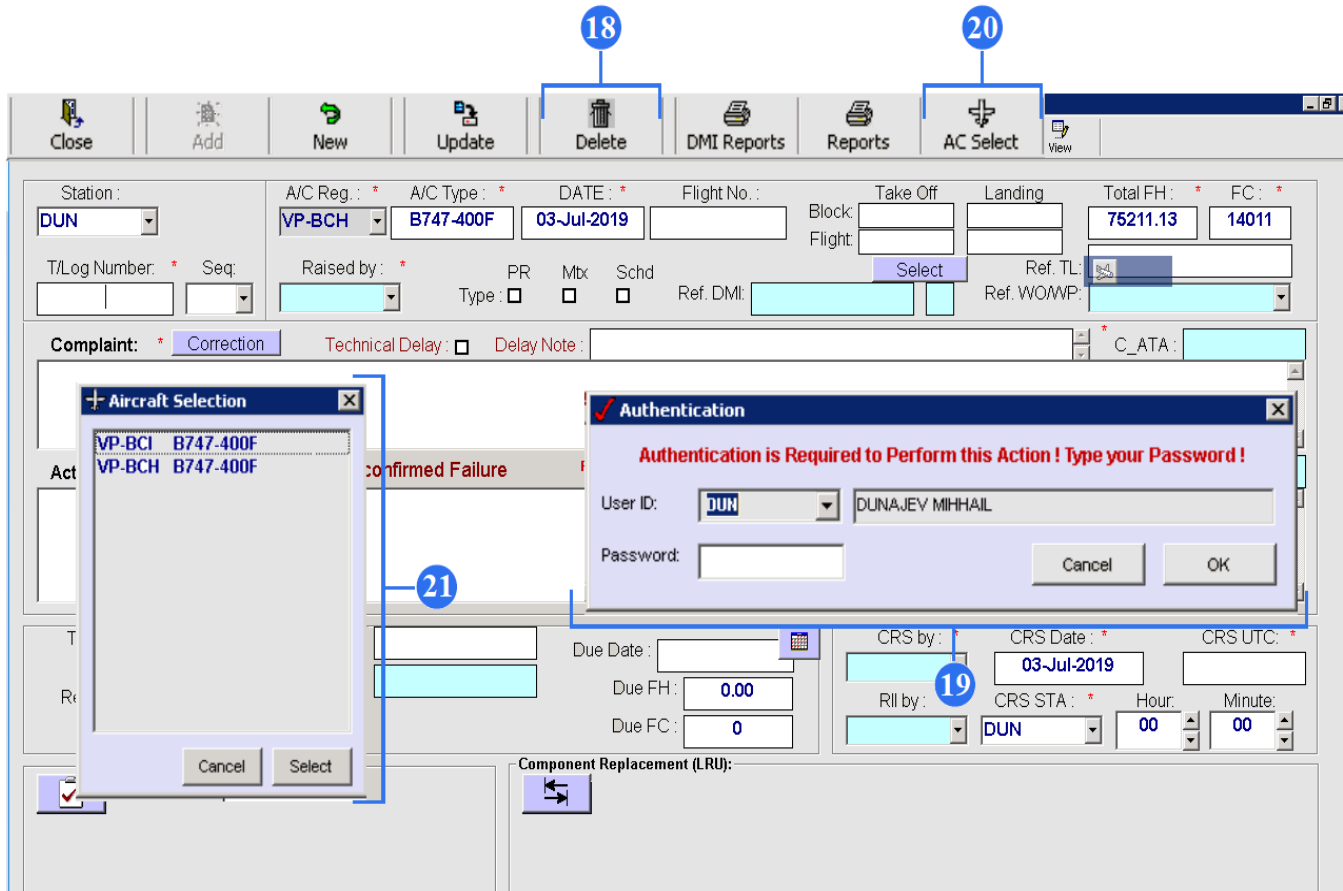 18 20
Close Add New Update Delete DMI Reports Reports AC Select View
Station : A/C Reg.: * A/C Type : * DATE : * Flight No.: Take Off Landing Total FH : * FC : *
DUN VP-BCH B747-400F 03-Jul-2019 Block: 75211.13 14011
Flight:
T/Log Number: * Seq: Raised by : * PR Mtx Schd Select Ref. TL:
Type : Ref. DMI: Ref. WO/WP:
Complaint: * Correction Technical Delay : Delay Note : * C_ATA :
Aircraft Selection
VP-BCI B747-400F
VP-BCH B747-400F
Cancel Select
21
Act
confirmed Failure
Authentication
Authentication is Required to Perform this Action ! Type your Password !
User ID: DUN DUNAJEV MIHHAIL
Password: Cancel OK
19
T
Re
Due Date :
Due FH : 0.00
Due FC : 0
CRS by : * CRS Date : * CRS UTC: *
03-Jul-2019
RII by : CRS STA : * Hour: Minute:
DUN 00 00
Component Replacement (LRU):